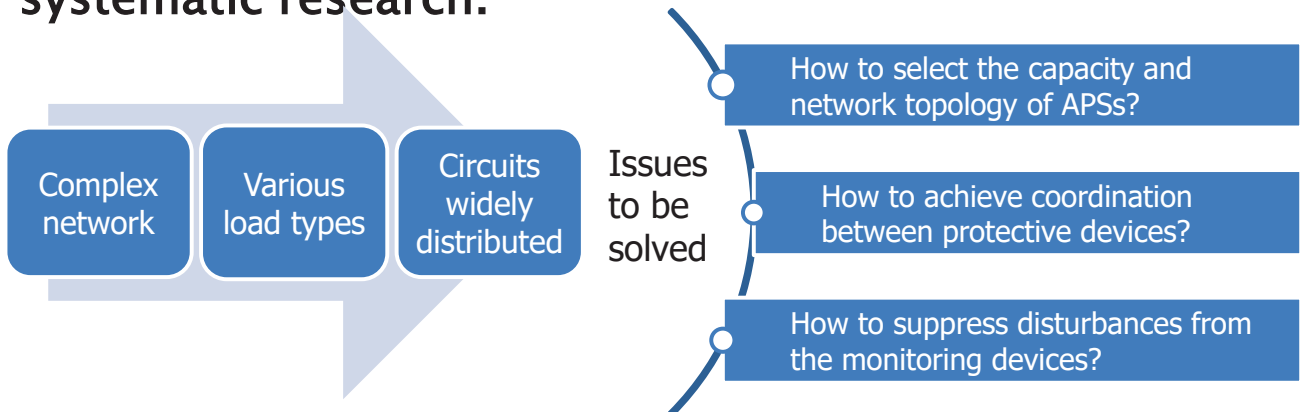 systematic research.
Complex
network
Various
load types
Circuits
widely
distributed
Issues
to be
solved
How to select the capacity and
network topology of APSs?
How to achieve coordination
between protective devices?
How to suppress disturbances from
the monitoring devices?